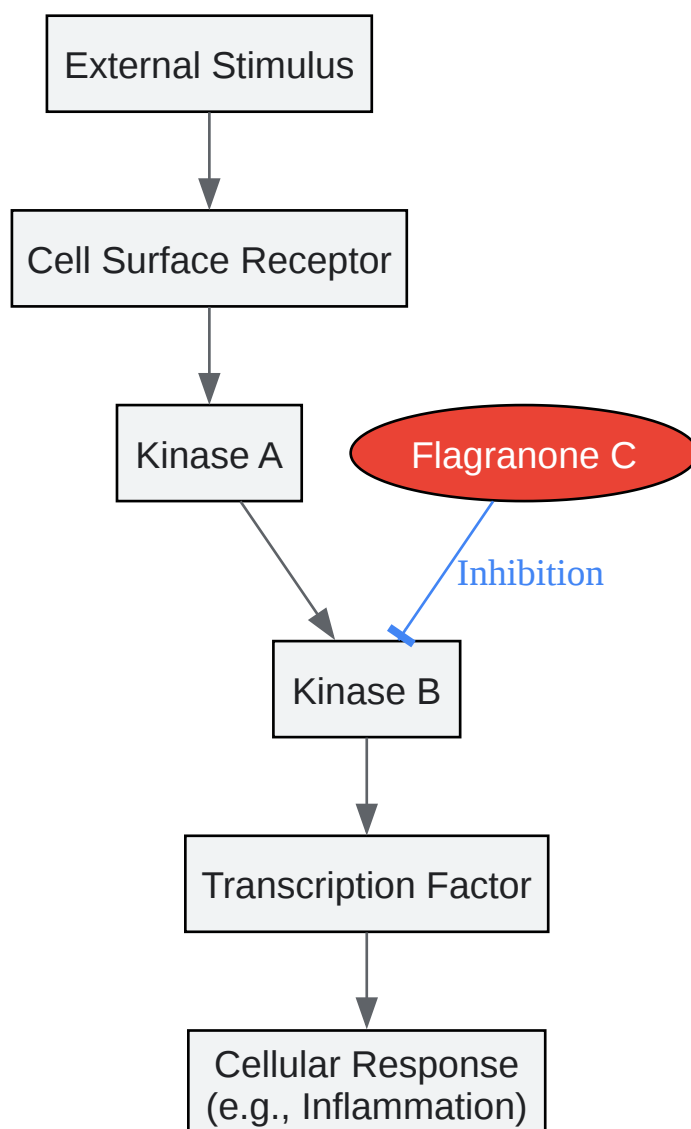 External Stimulus
Cell Surface Receptor
Kinase A
Flagranone C
Inhibition
Kinase B
Transcription Factor
Cellular Response
(e.g., Inflammation)